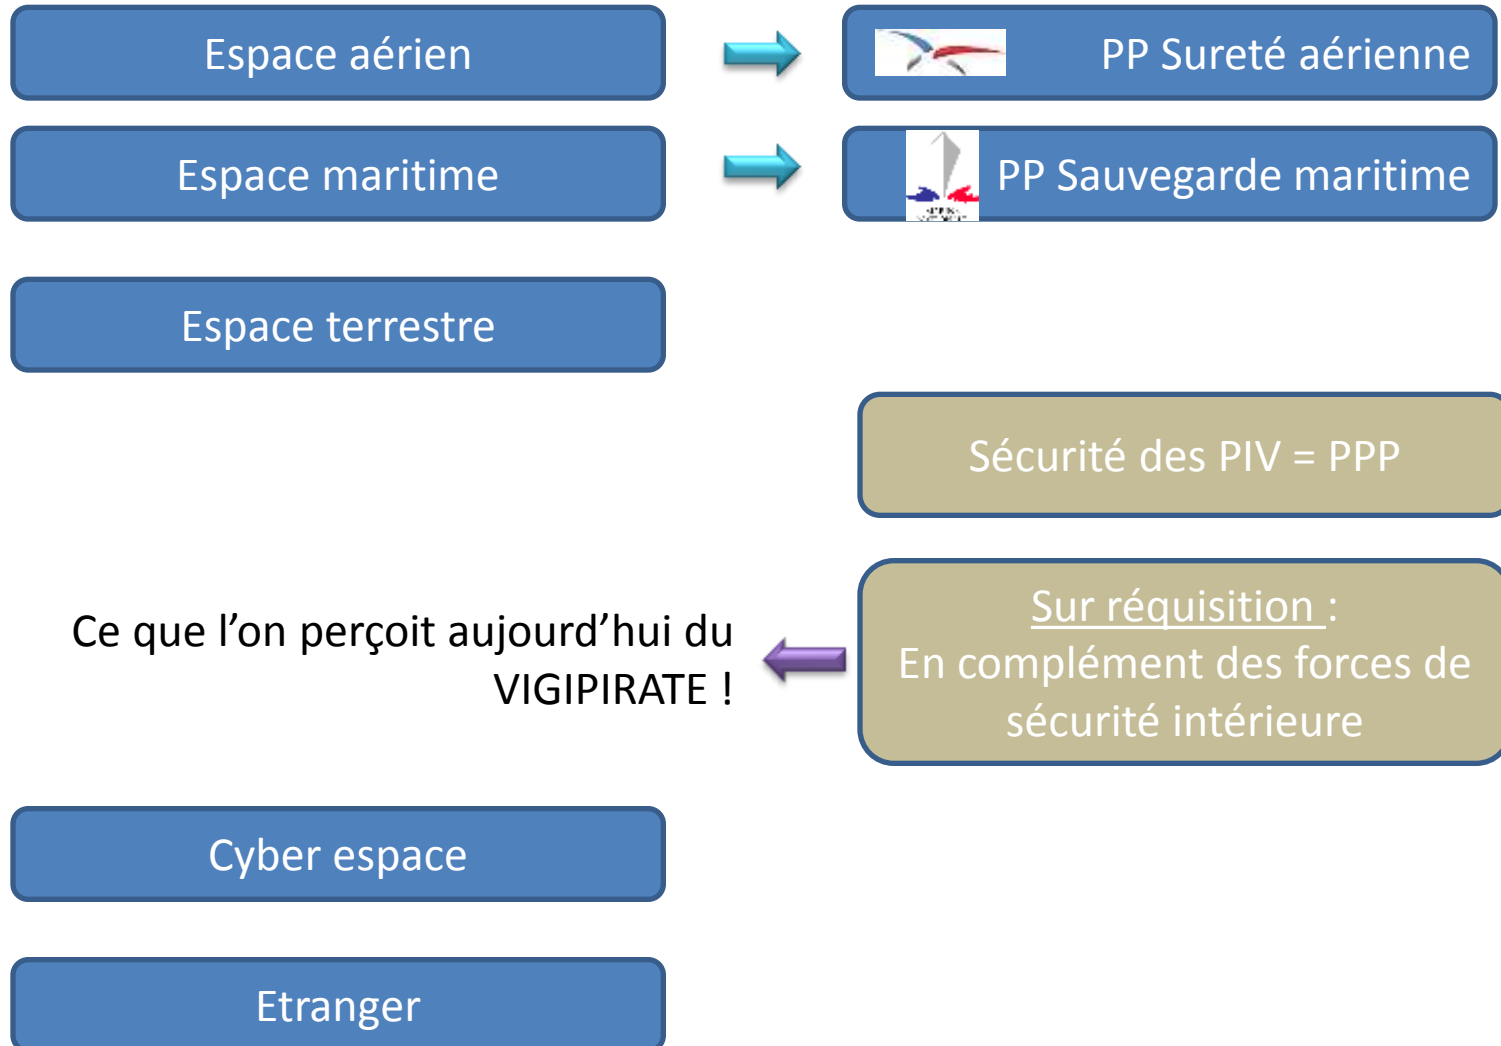 Espace aérien
PP Sureté aérienne
Espace maritime
PP Sauvegarde maritime
Espace terrestre
Sécurité des PIV = PPP
Sur réquisition :
En complément des forces de
sécurité intérieure
Ce que l’on perçoit aujourd’hui du
VIGIPIRATE !
Cyber espace
Etranger